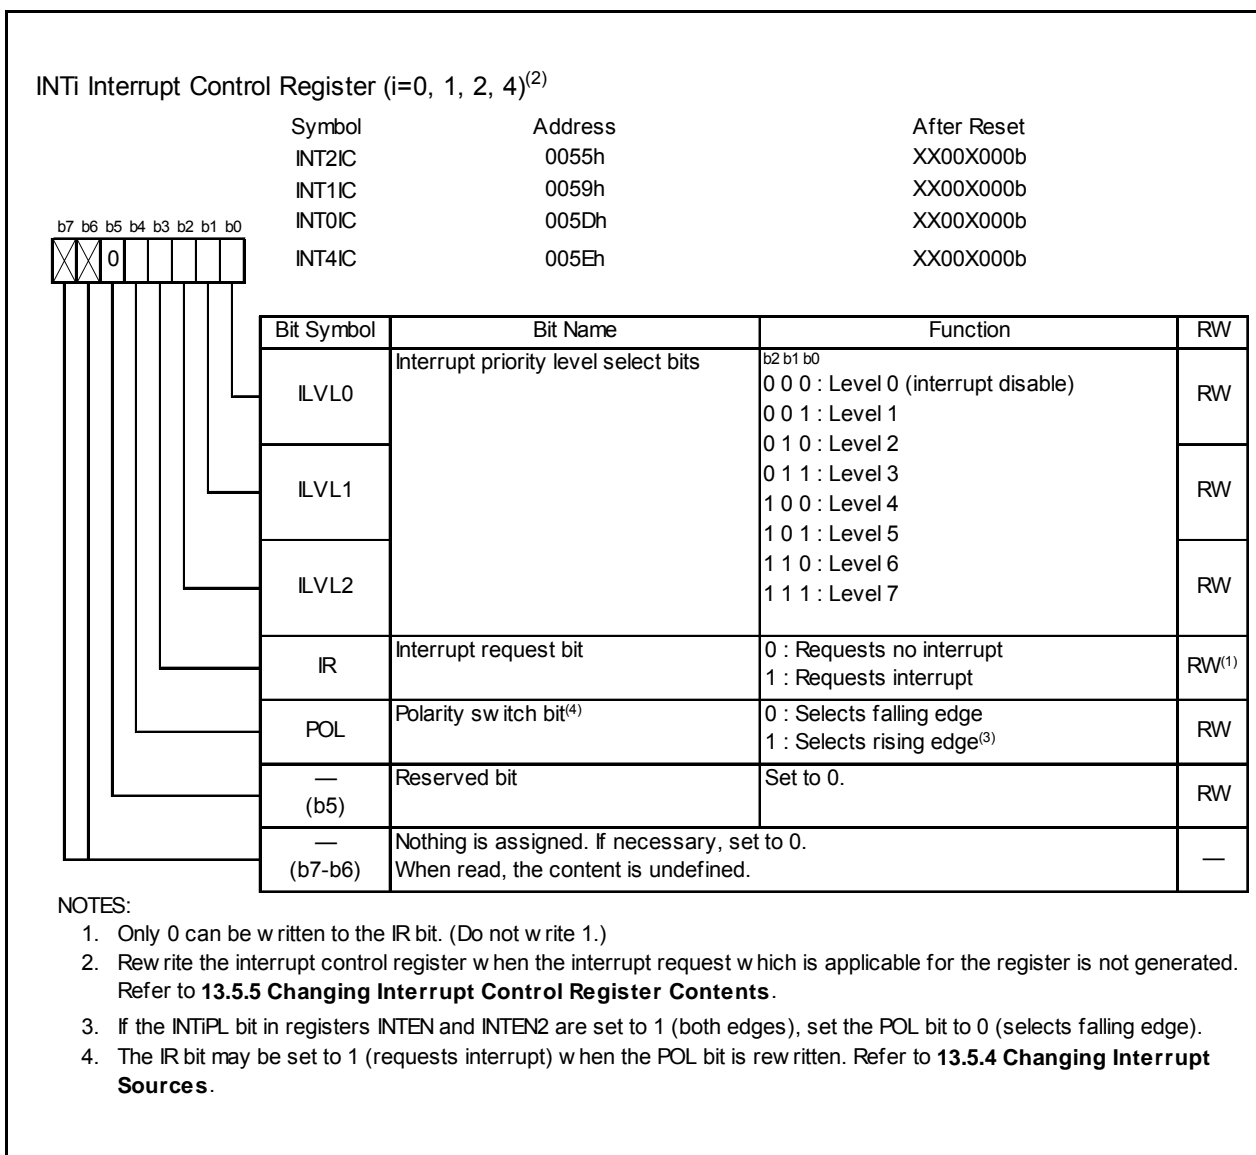 INTi Interrupt Control Register (i=0, 1, 2, 4)(2)
Symbol Address After Reset
INT2IC 0055h XX00X000b
INT1IC 0059h XX00X000b
INT0IC 005Dh XX00X000b
INT4IC 005Eh XX00X000b
b7 b6 b5 b4 b3 b2 b1 b0
0
Bit Symbol Bit Name Function RW
ILVL0 Interrupt priority level select bits b2 b1 b0
0 0 0 : Level 0 (interrupt disable) RW
0 0 1 : Level 1
0 1 0 : Level 2
ILVL1 0 1 1 : Level 3 RW
1 0 0 : Level 4
1 0 1 : Level 5
ILVL2 1 1 0 : Level 6 RW
1 1 1 : Level 7
IR Interrupt request bit 0 : Requests no interrupt RW(1)
1 : Requests interrupt
POL Polarity switch bit(4) 0 : Selects falling edge RW
1 : Selects rising edge(3)
— Reserved bit Set to 0. RW
(b5)
— Nothing is assigned. If necessary, set to 0. —
(b7-b6) When read, the content is undefined.
NOTES:
1. Only 0 can be written to the IR bit. (Do not write 1.)
2. Rewrite the interrupt control register when the interrupt request which is applicable for the register is not generated.
Refer to 13.5.5 Changing Interrupt Control Register Contents.
3. If the INTiPL bit in registers INTEN and INTEN2 are set to 1 (both edges), set the POL bit to 0 (selects falling edge).
4. The IR bit may be set to 1 (requests interrupt) when the POL bit is rewritten. Refer to 13.5.4 Changing Interrupt
Sources.